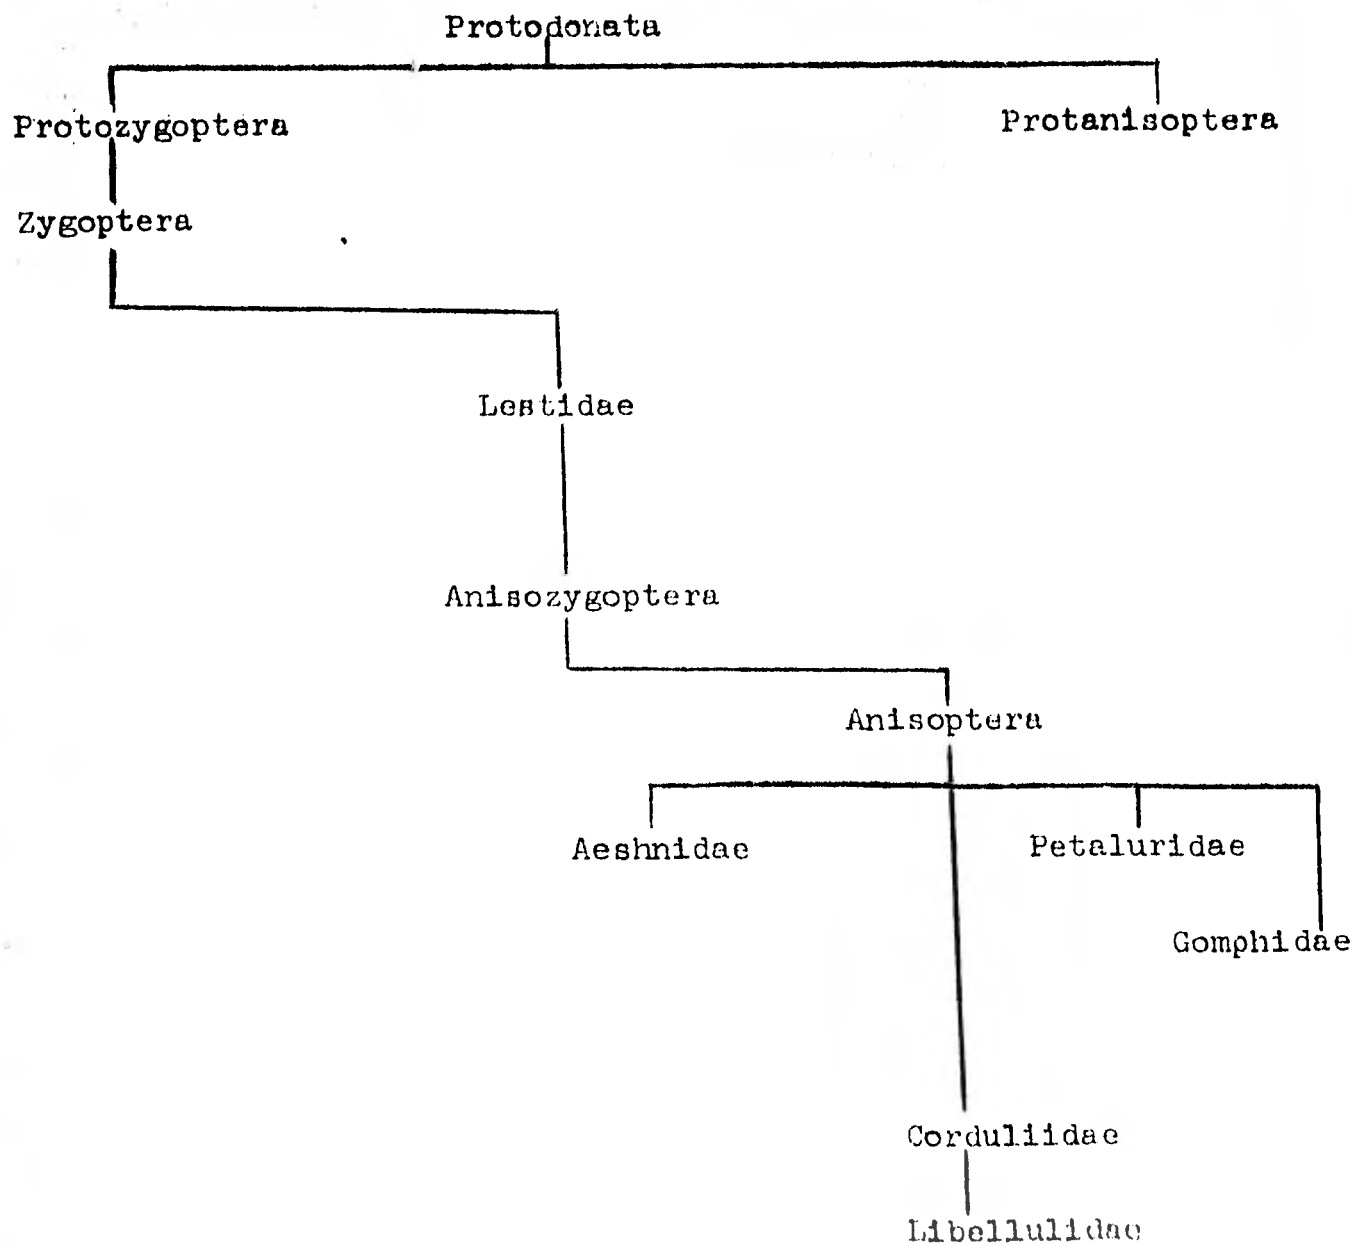 Protodonata
Protozygoptera
Protanisoptera
Zygoptera
Lestidae
Anisozygoptera
Anisoptera
Aeshnidae
Petaluridae
Gomphidae
Corduliidae
Libellulidae